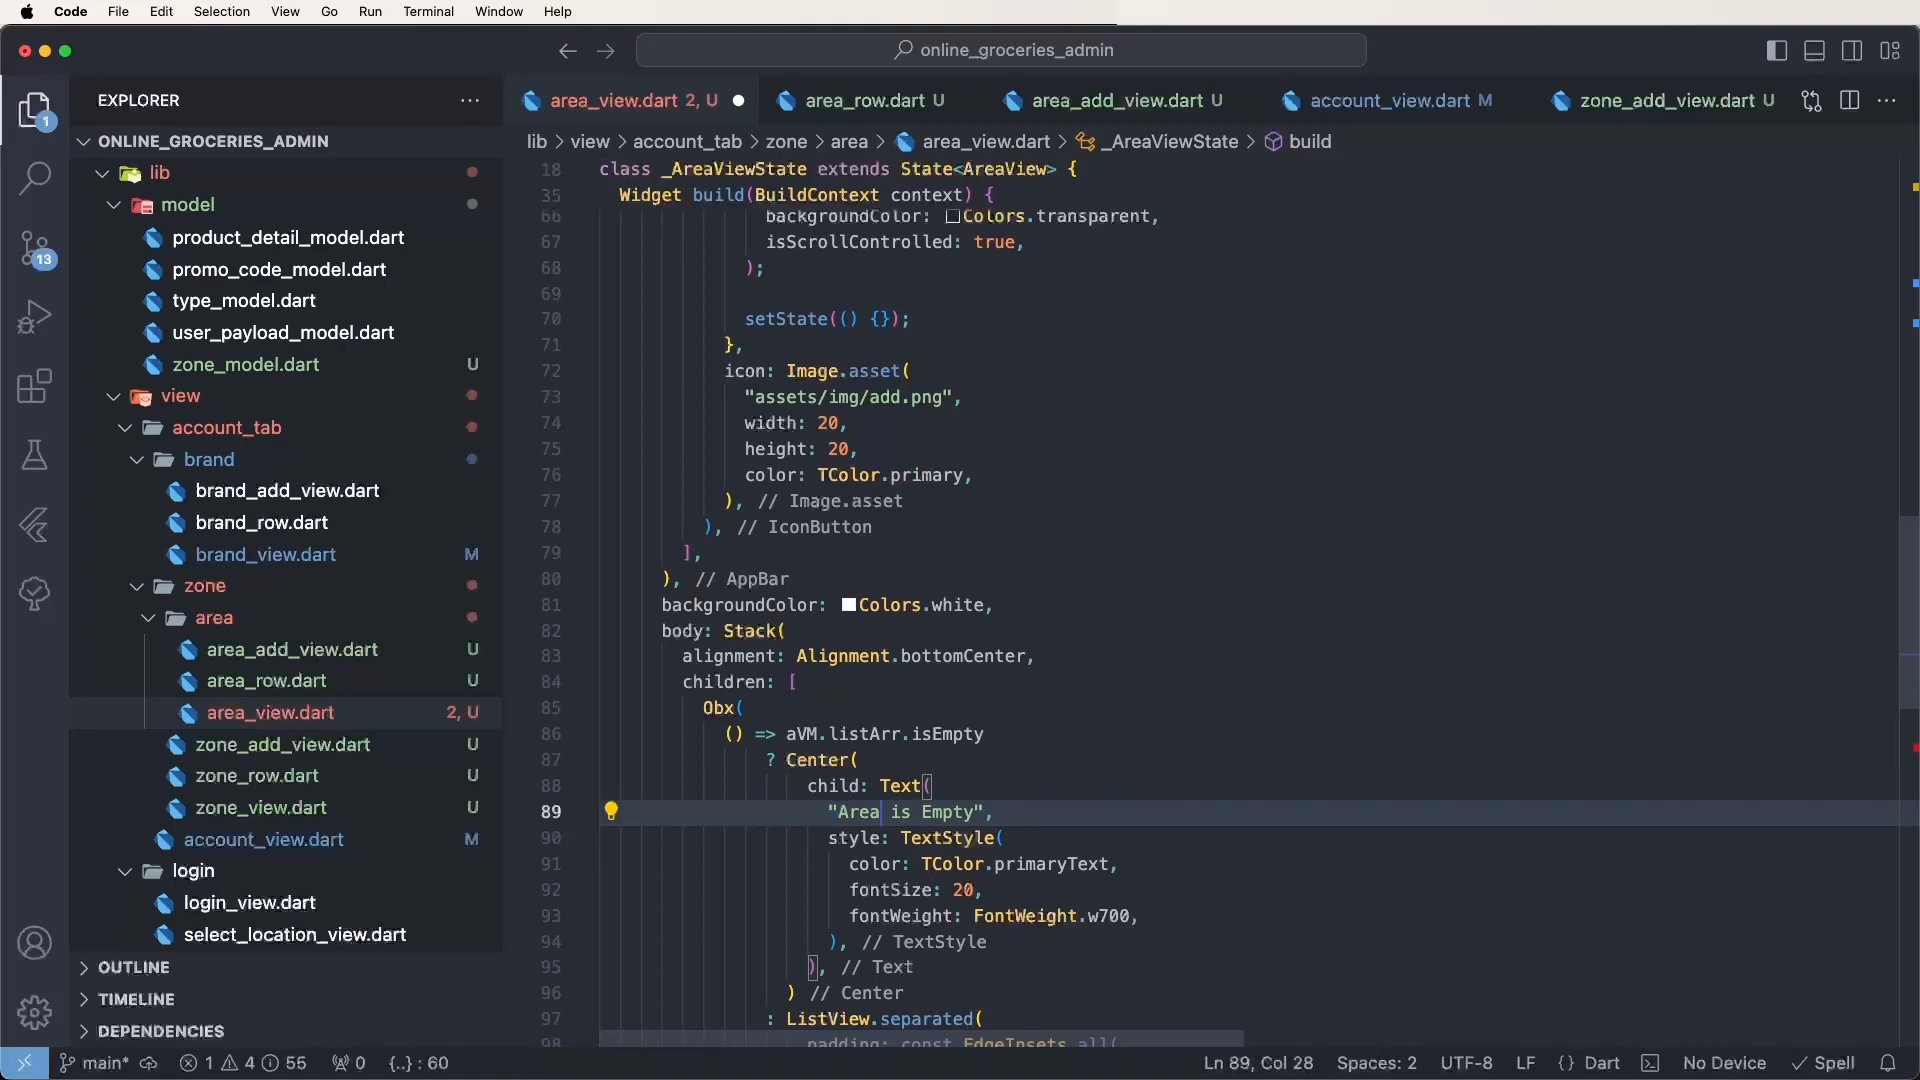 Code File Edit Selection View Go Run Terminal Window Help
online_groceries_admin
EXPLORER
area_view.dart 2, U
area_row.dart U
area_add_view.dart U
account_view.dart M
zone_add_view.dart U
1
ONLINE_GROCERIES_ADMIN
lib > view > account_tab > zone > area > area_view.dart > _AreaViewState > build
lib
model
product_detail_model.dart
promo_code_model.dart
type_model.dart
user_payload_model.dart
zone_model.dart U
view
account_tab
brand
brand_add_view.dart
brand_row.dart
brand_view.dart M
zone
area
area_add_view.dart U
area_row.dart U
area_view.dart 2, U
zone_add_view.dart U
zone_row.dart U
zone_view.dart U
account_view.dart M
login
login_view.dart
select_location_view.dart
OUTLINE
TIMELINE
DEPENDENCIES
13
18 class _AreaViewState extends State<AreaView> {
35 Widget build(BuildContext context) {
66 backgroundColor: Colors.transparent,
67 isScrollControlled: true,
68 );
69
70 setState(() {});
71 },
72 icon: Image.asset(
73 "assets/img/add.png",
74 width: 20,
75 height: 20,
76 color: TColor.primary,
77 ), // Image.asset
78 ), // IconButton
79 ],
80 ), // AppBar
81 backgroundColor: Colors.white,
82 body: Stack(
83 alignment: Alignment.bottomCenter,
84 children: [
85 Obx(
86 () => aVM.listArr.isEmpty
87 ? Center(
88 child: Text(
89 "Area is Empty",
90 style: TextStyle(
91 color: TColor.primaryText,
92 fontSize: 20,
93 fontWeight: FontWeight.w700,
94 ), // TextStyle
95 ), // Text
96 ) // Center
97 : ListView.separated(
98 padding: const EdgeInsets.all(
main* 1 4 55 0 {..} : 60 Ln 89, Col 28 Spaces: 2 UTF-8 LF {} Dart No Device Spell